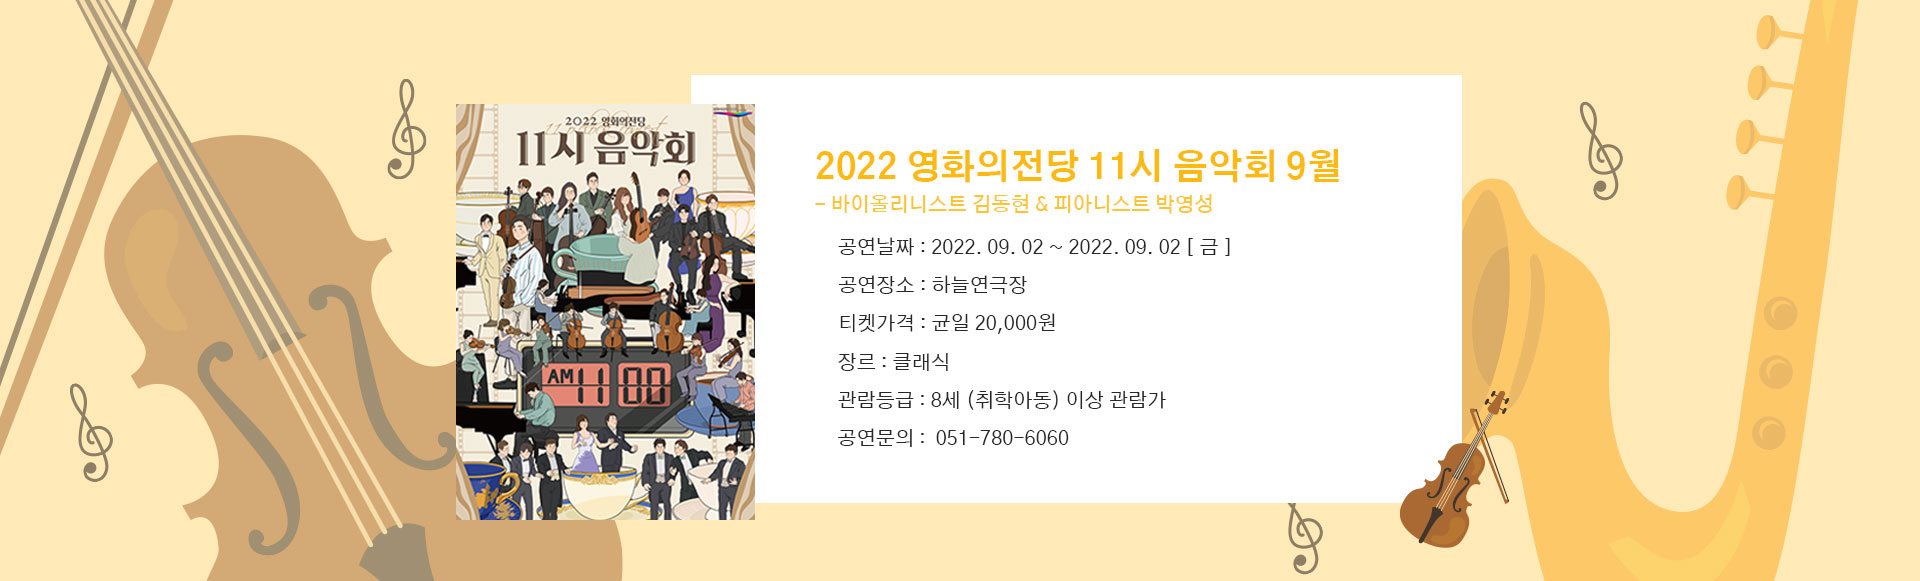 2022 영화의전당
11시 음악회
AM 11 00
2022 영화의전당 11시 음악회 9월
- 바이올리니스트 김동현 & 피아니스트 박영성
공연날짜 : 2022. 09. 02 ~ 2022. 09. 02 [ 금 ]
공연장소 : 하늘연극장
티켓가격 : 균일 20,000원
장르 : 클래식
관람등급 : 8세 (취학아동) 이상 관람가
공연문의 : 051-780-6060